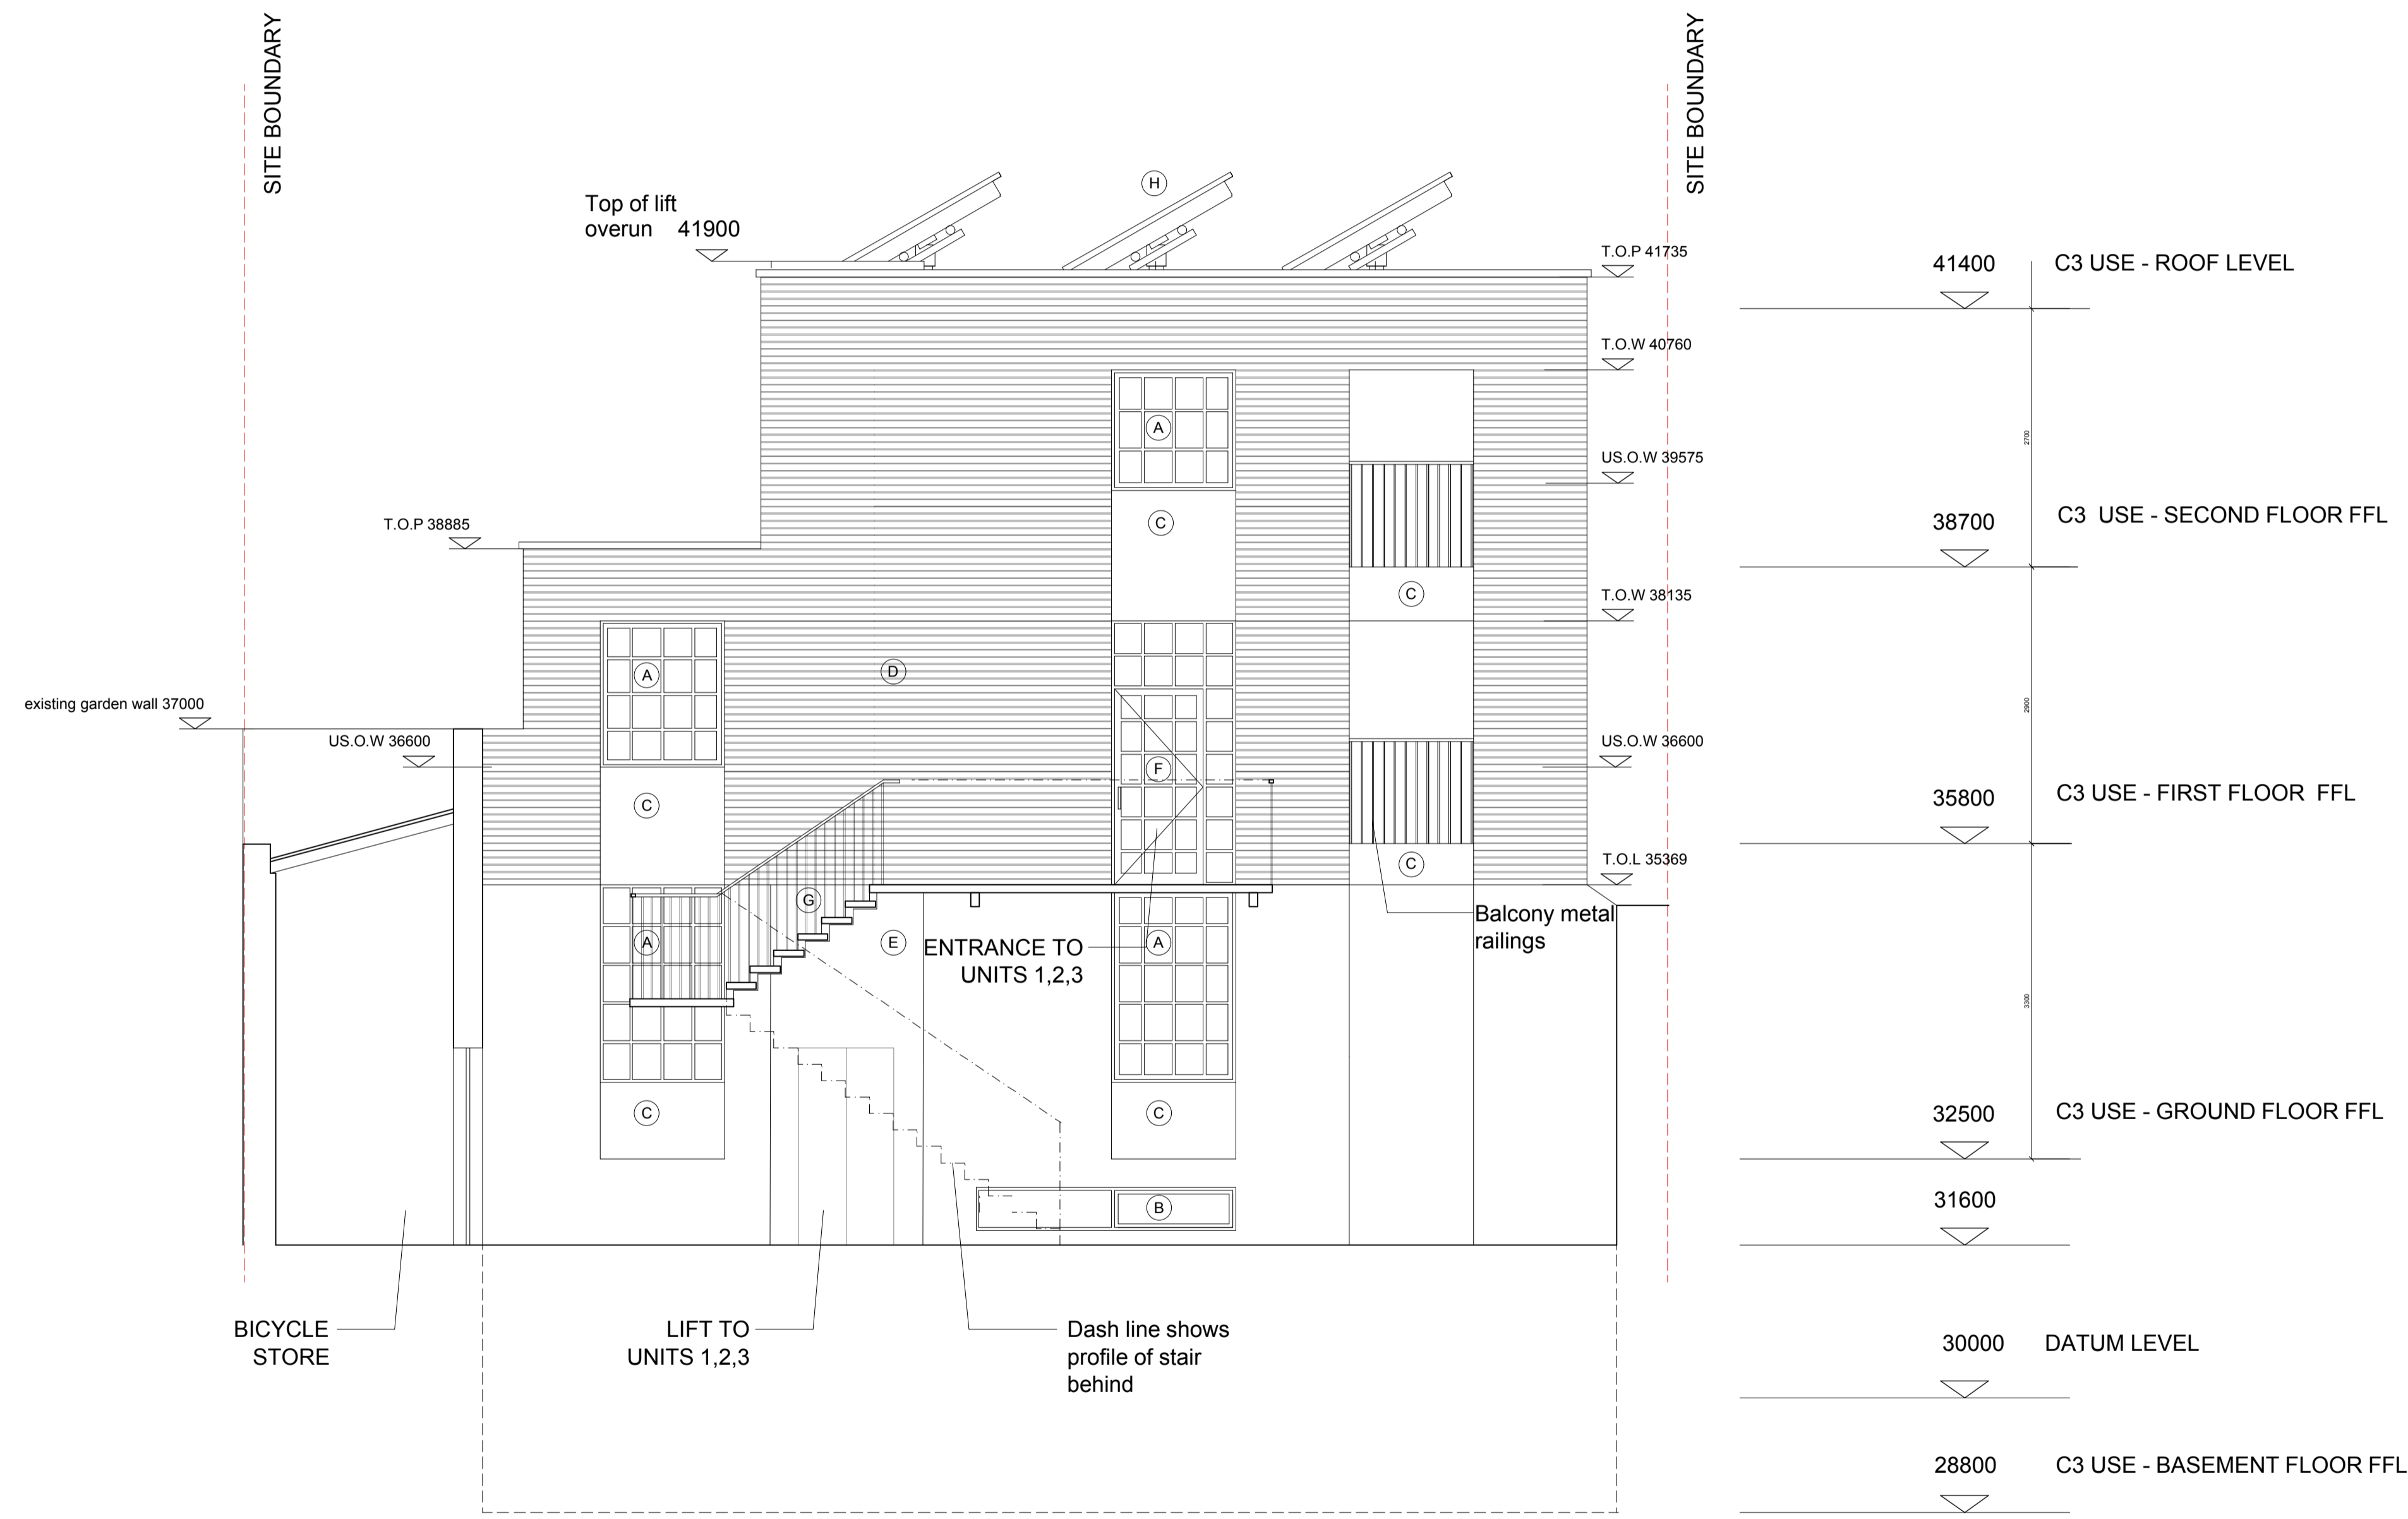 SITE BOUNDARY
SITE BOUNDARY
H
Top of lift
overun 41900
T.O.P 41735
41400 C3 USE - ROOF LEVEL
T.O.W 40760
A
2700
US.O.W 39575
T.O.P 38885
C
38700 C3 USE - SECOND FLOOR FFL
C
T.O.W 38135
A
D
existing garden wall 37000
2900
US.O.W 36600
US.O.W 36600
F
C
35800 C3 USE - FIRST FLOOR FFL
T.O.L 35369
C
G
Balcony metal
railings
A
E
ENTRANCE TO
UNITS 1,2,3
A
3300
C
C
32500 C3 USE - GROUND FLOOR FFL
31600
B
BICYCLE
STORE
LIFT TO
UNITS 1,2,3
Dash line shows
profile of stair
behind
30000 DATUM LEVEL
28800 C3 USE - BASEMENT FLOOR FFL